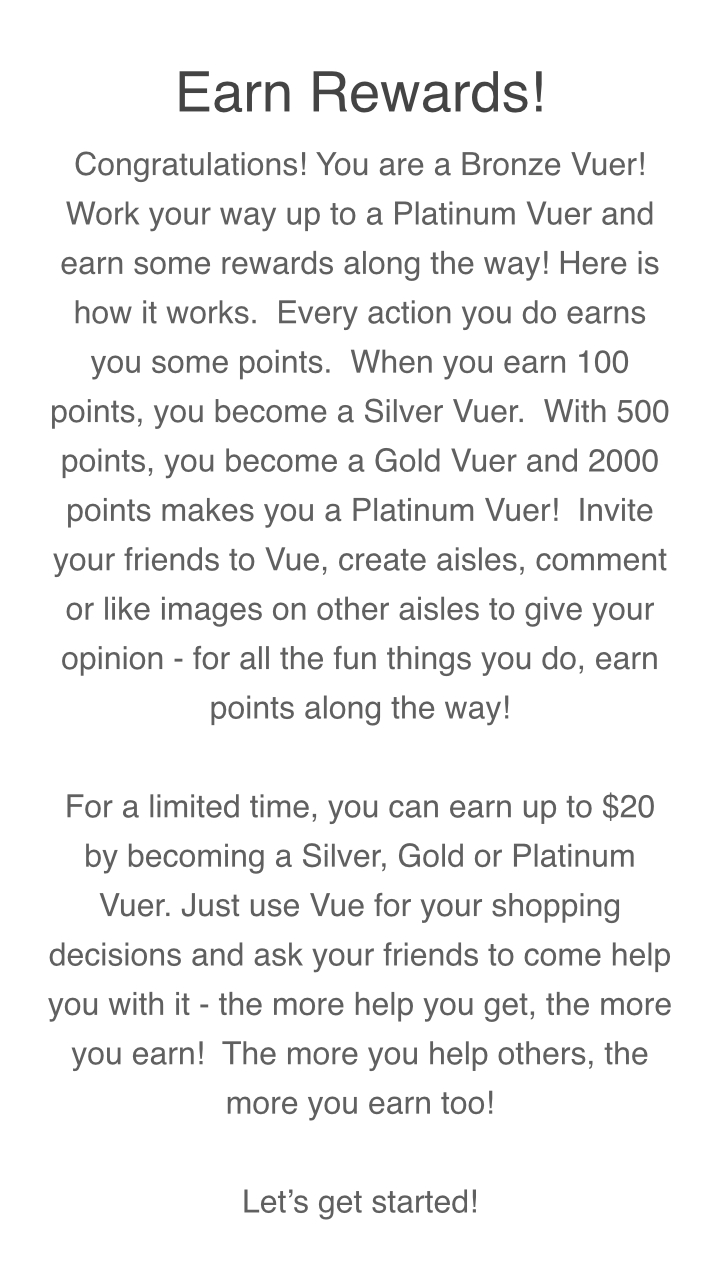 Earn Rewards!
Congratulations! You are a Bronze Vuer!
Work your way up to a Platinum Vuer and
earn some rewards along the way! Here is
how it works.  Every action you do earns
you some points.  When you earn 100
points, you become a Silver Vuer.  With 500
points, you become a Gold Vuer and 2000
points makes you a Platinum Vuer!  Invite
your friends to Vue, create aisles, comment
or like images on other aisles to give your
opinion - for all the fun things you do, earn
points along the way!
For a limited time, you can earn up to $20
by becoming a Silver, Gold or Platinum
Vuer. Just use Vue for your shopping
decisions and ask your friends to come help
you with it - the more help you get, the more
you earn!  The more you help others, the
more you earn too!
Let’s get started!